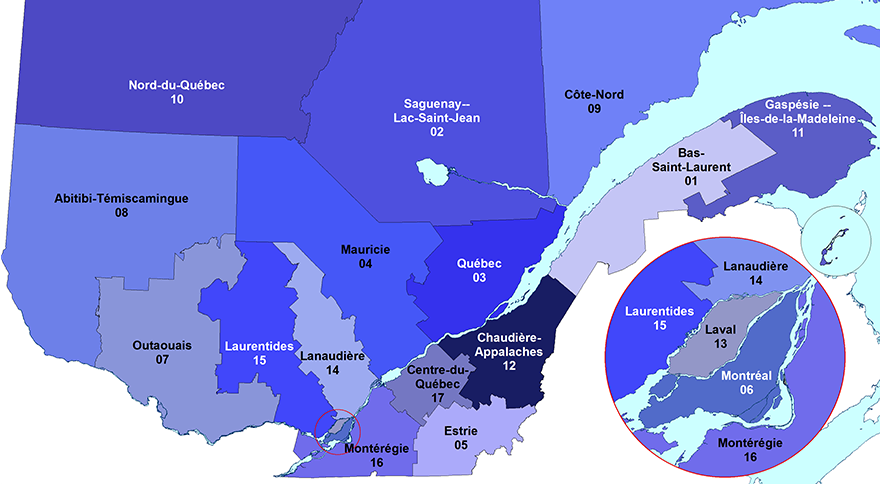 Nord-du-Québec
10
Saguenay--
Lac-Saint-Jean
02
Côte-Nord
09
Gaspésie --
Îles-de-la-Madeleine
11
Bas-
Saint-Laurent
01
Abitibi-Témiscamingue
08
Mauricie
04
Québec
03
Outaouais
07
Laurentides
15
Lanaudière
14
Chaudière-
Appalaches
12
Centre-du-
Québec
17
Estrie
05
Montérégie
16
Lanaudière
14
Laurentides
15
Laval
13
Montréal
06
Montérégie
16